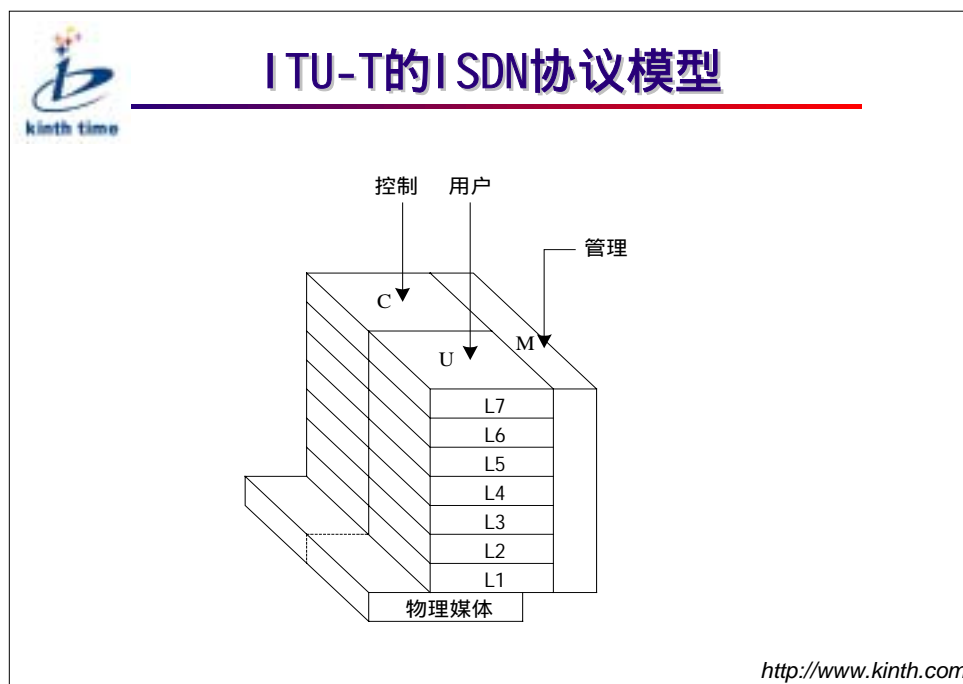 ITU-T的ISDN协议模型
kinth time
控制 用户
管理
C
M
U
L7
L6
L5
L4
L3
L2
L1
物理媒体
http://www.kinth.com